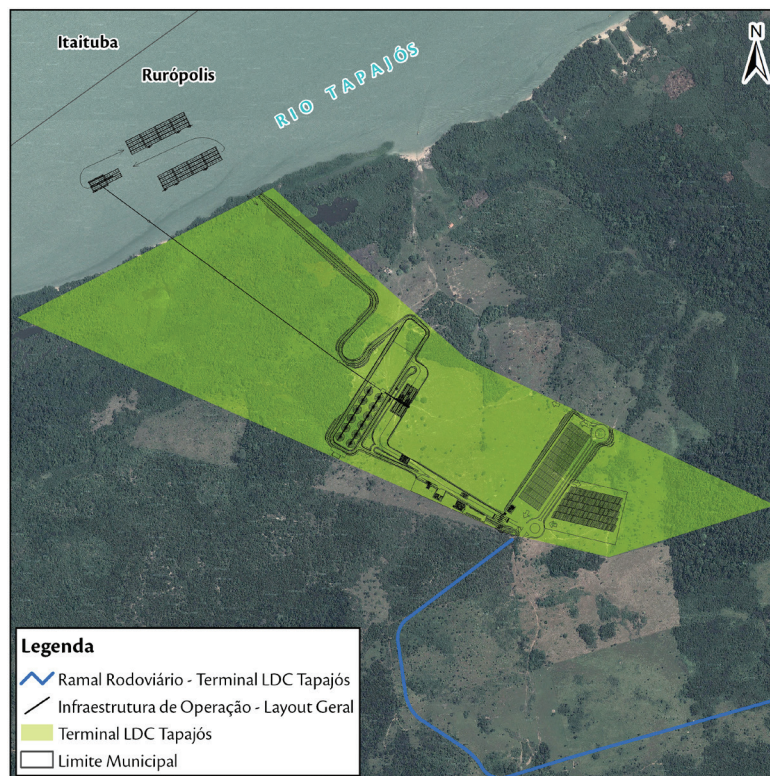 Itaituba
Rurópolis
RIO TAPAJÓS
N
Legenda
Ramal Rodoviário - Terminal LDC Tapajós
Infraestrutura de Operação - Layout Geral
Terminal LDC Tapajós
Limite Municipal